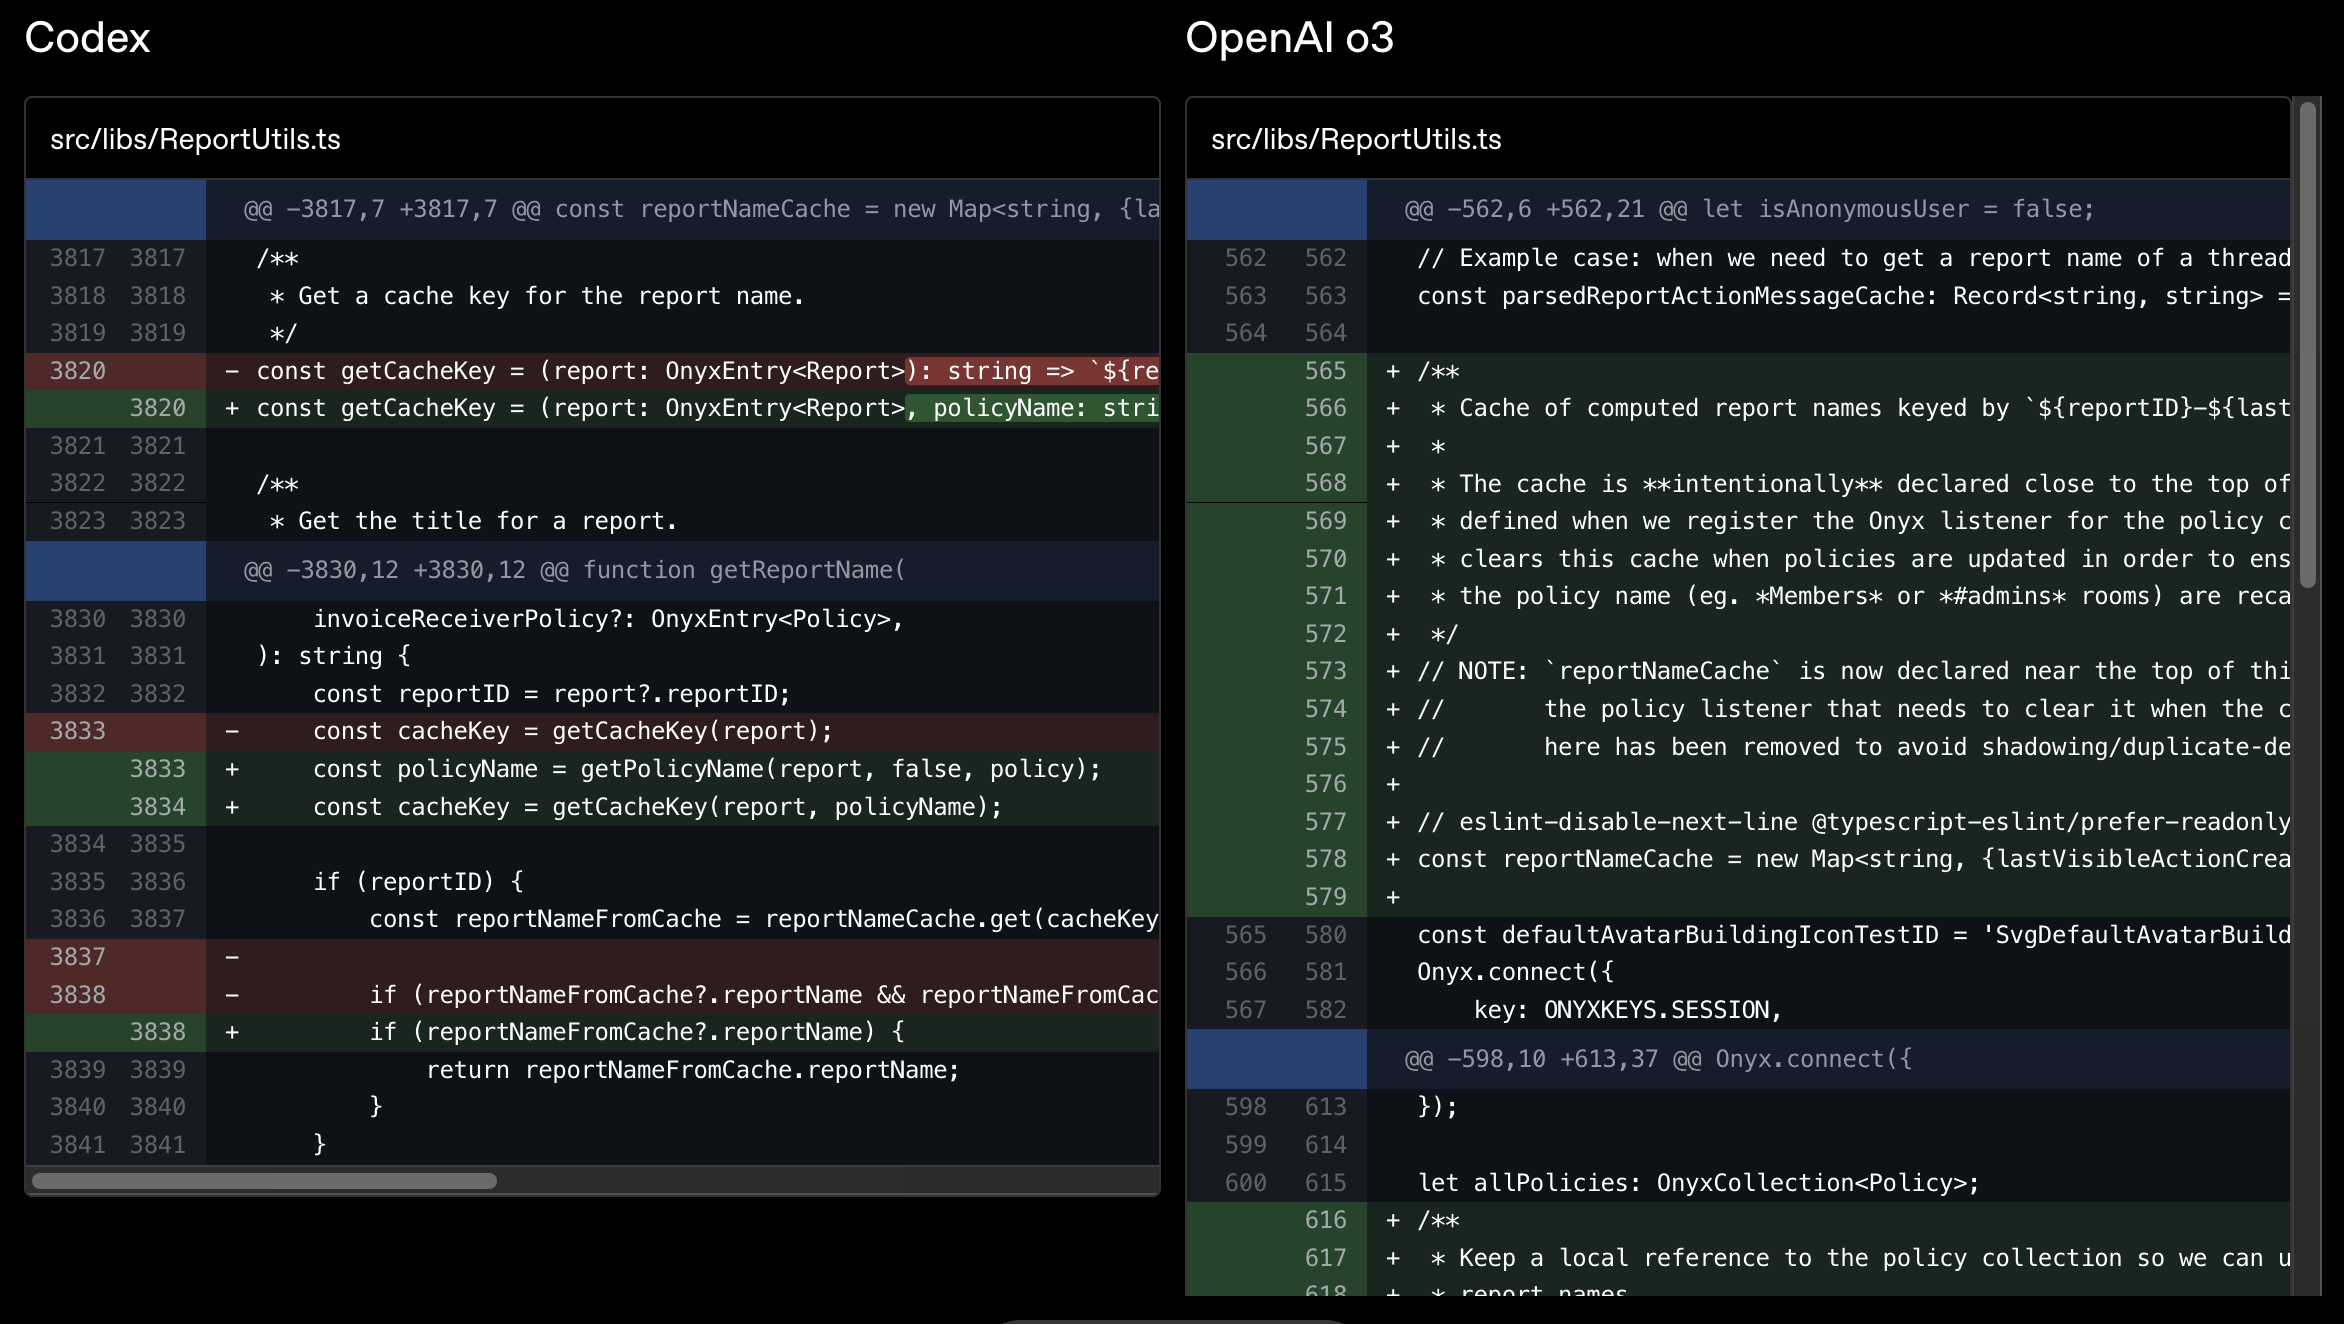 Codex
src/libs/ReportUtils.ts
@@ −3817,7 +3817,7 @@ const reportNameCache = new Map<string, {la
3817 3817 /**
3818 3818  * Get a cache key for the report name.
3819 3819  */
3820 − const getCacheKey = (report: OnyxEntry<Report>): string => `${re
3820 + const getCacheKey = (report: OnyxEntry<Report>, policyName: stri
3821 3821
3822 3822 /**
3823 3823  * Get the title for a report.
@@ −3830,12 +3830,12 @@ function getReportName(
3830 3830     invoiceReceiverPolicy?: OnyxEntry<Policy>,
3831 3831 ): string {
3832 3832     const reportID = report?.reportID;
3833 −     const cacheKey = getCacheKey(report);
3833 +     const policyName = getPolicyName(report, false, policy);
3834 +     const cacheKey = getCacheKey(report, policyName);
3834 3835
3835 3836     if (reportID) {
3836 3837         const reportNameFromCache = reportNameCache.get(cacheKey
3837 −
3838 −         if (reportNameFromCache?.reportName && reportNameFromCac
3838 +         if (reportNameFromCache?.reportName) {
3839 3839             return reportNameFromCache.reportName;
3840 3840         }
3841 3841     }
OpenAI o3
src/libs/ReportUtils.ts
@@ −562,6 +562,21 @@ let isAnonymousUser = false;
562 562 // Example case: when we need to get a report name of a thread
563 563 const parsedReportActionMessageCache: Record<string, string> =
564 564
565 + /**
566 +  * Cache of computed report names keyed by `${reportID}−${last
567 +  *
568 +  * The cache is **intentionally** declared close to the top of
569 +  * defined when we register the Onyx listener for the policy c
570 +  * clears this cache when policies are updated in order to ens
571 +  * the policy name (eg. *Members* or *#admins* rooms) are reca
572 +  */
573 + // NOTE: `reportNameCache` is now declared near the top of thi
574 + //       the policy listener that needs to clear it when the c
575 + //       here has been removed to avoid shadowing/duplicate−de
576 +
577 + // eslint−disable−next−line @typescript−eslint/prefer−readonly
578 + const reportNameCache = new Map<string, {lastVisibleActionCrea
579 +
565 580 const defaultAvatarBuildingIconTestID = 'SvgDefaultAvatarBuild
566 581 Onyx.connect({
567 582     key: ONYXKEYS.SESSION,
@@ −598,10 +613,37 @@ Onyx.connect({
598 613 });
599 614
600 615 let allPolicies: OnyxCollection<Policy>;
616 + /**
617 +  * Keep a local reference to the policy collection so we can u
618 +  * report names